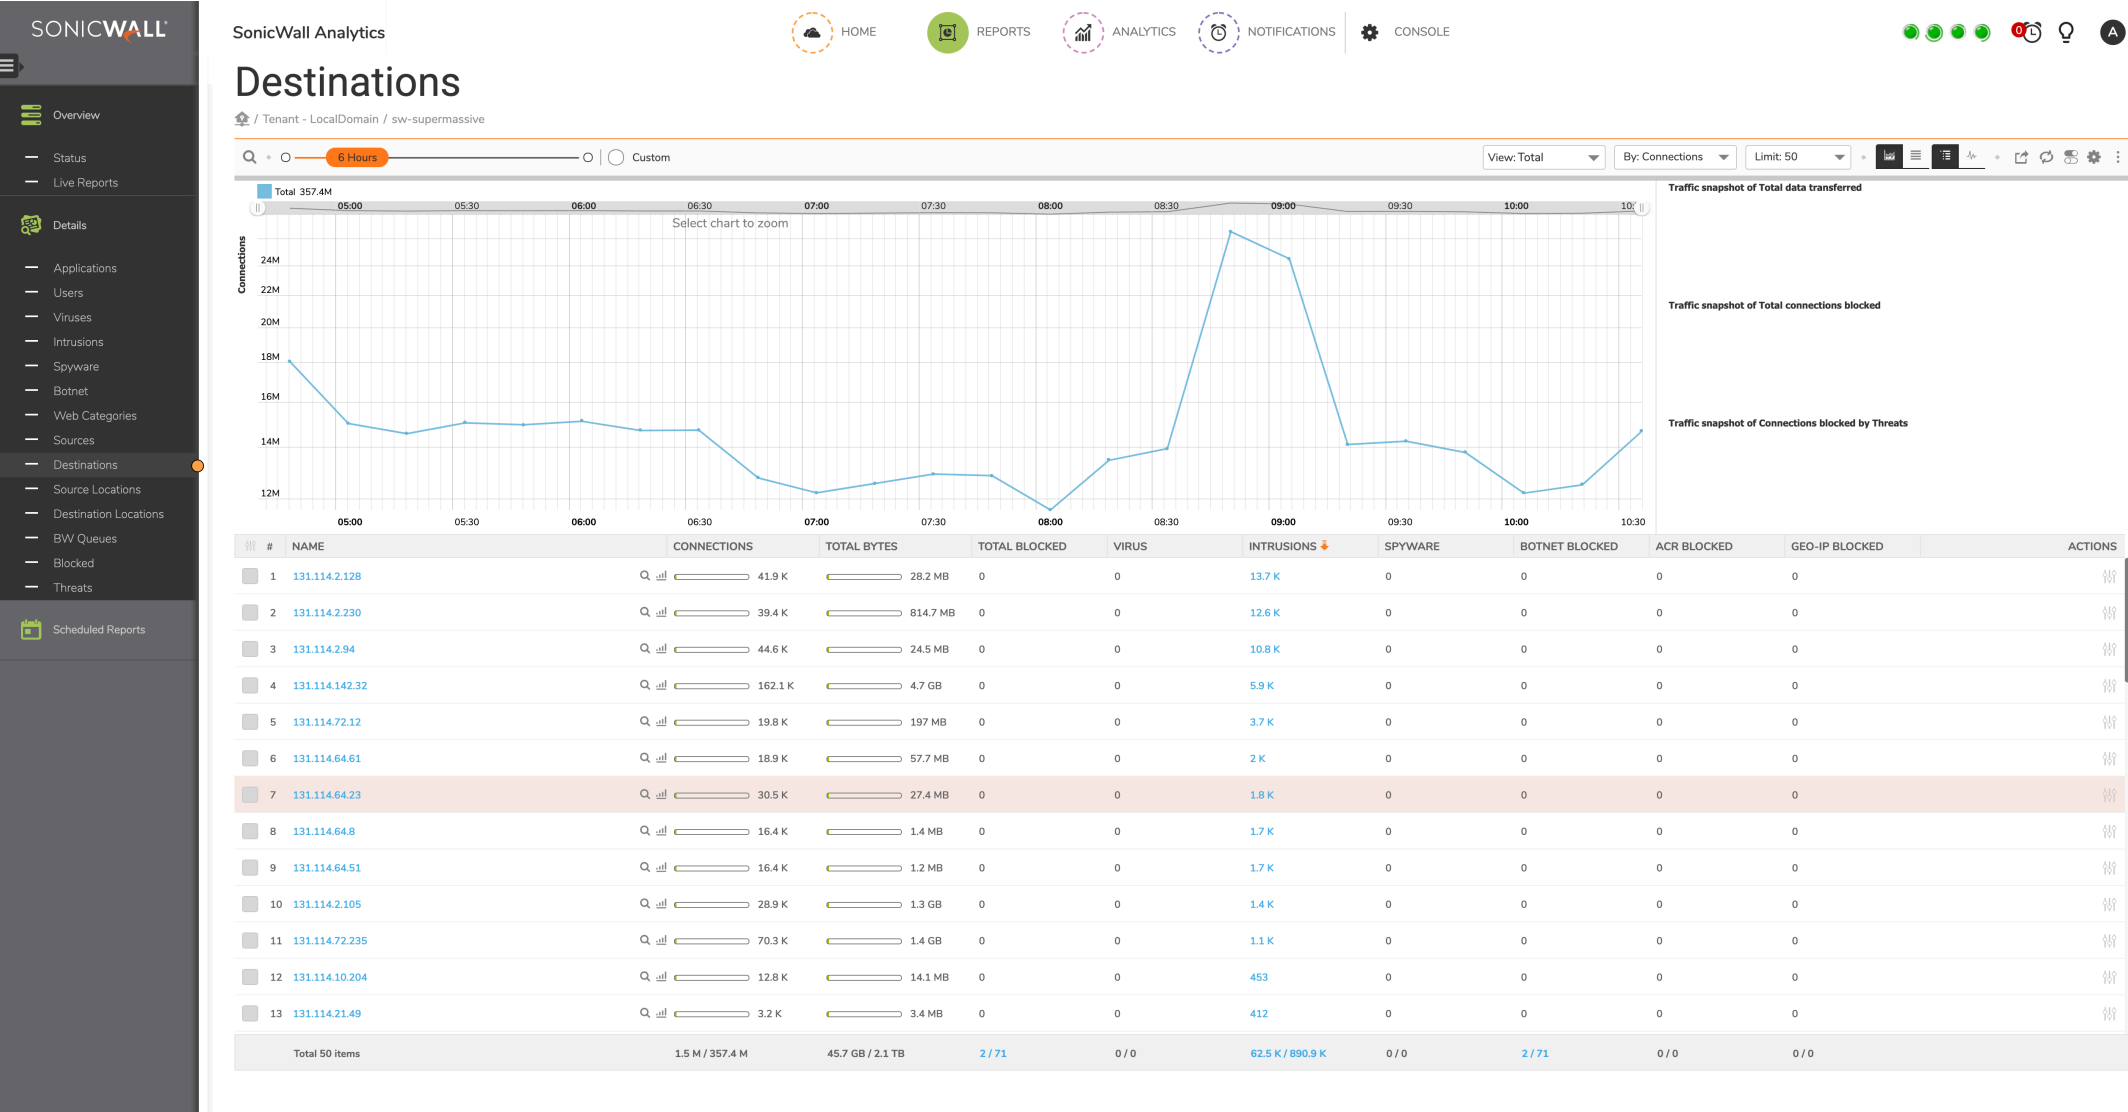 SONICWALL
SonicWall Analytics
HOME
REPORTS
ANALYTICS
NOTIFICATIONS
CONSOLE
0
A
Destinations
/ Tenant - LocalDomain / sw-supermassive
Overview
Status
Live Reports
Details
Applications
Users
Viruses
Intrusions
Spyware
Botnet
Web Categories
Sources
Destinations
Source Locations
Destination Locations
BW Queues
Blocked
Threats
Scheduled Reports
6 Hours
Custom
View: Total
By: Connections
Limit: 50
Total 357.4M
05:00 05:30 06:00 06:30 07:00 07:30 08:00 08:30 09:00 09:30 10:00
Select chart to zoom
Connections
24M
22M
20M
18M
16M
14M
12M
05:00 05:30 06:00 06:30 07:00 07:30 08:00 08:30 09:00 09:30 10:00 10:30
Traffic snapshot of Total data transferred
Traffic snapshot of Total connections blocked
Traffic snapshot of Connections blocked by Threats
# NAME CONNECTIONS TOTAL BYTES TOTAL BLOCKED VIRUS INTRUSIONS SPYWARE BOTNET BLOCKED ACR BLOCKED GEO-IP BLOCKED ACTIONS
1 131.114.2.128 41.9 K 28.2 MB 0 0 13.7 K 0 0 0 0
2 131.114.2.230 39.4 K 814.7 MB 0 0 12.6 K 0 0 0 0
3 131.114.2.94 44.6 K 24.5 MB 0 0 10.8 K 0 0 0 0
4 131.114.142.32 162.1 K 4.7 GB 0 0 5.9 K 0 0 0 0
5 131.114.72.12 19.8 K 197 MB 0 0 3.7 K 0 0 0 0
6 131.114.64.61 18.9 K 57.7 MB 0 0 2 K 0 0 0 0
7 131.114.64.23 30.5 K 27.4 MB 0 0 1.8 K 0 0 0 0
8 131.114.64.8 16.4 K 1.4 MB 0 0 1.7 K 0 0 0 0
9 131.114.64.51 16.4 K 1.2 MB 0 0 1.7 K 0 0 0 0
10 131.114.2.105 28.9 K 1.3 GB 0 0 1.4 K 0 0 0 0
11 131.114.72.235 70.3 K 1.4 GB 0 0 1.1 K 0 0 0 0
12 131.114.10.204 12.8 K 14.1 MB 0 0 453 0 0 0 0
13 131.114.21.49 3.2 K 3.4 MB 0 0 412 0 0 0 0
Total 50 items 1.5 M / 357.4 M 45.7 GB / 2.1 TB 2 / 71 0 / 0 62.5 K / 890.9 K 0 / 0 2 / 71 0 / 0 0 / 0